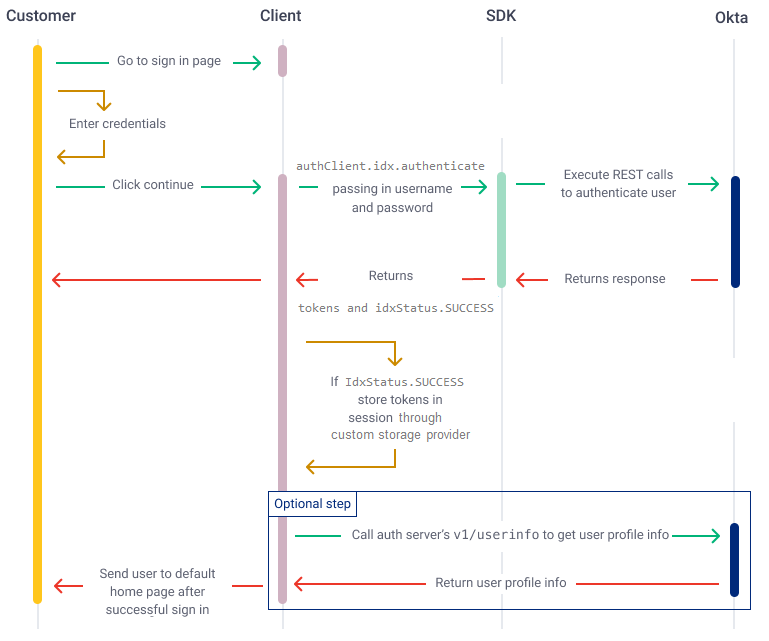 Customer
Client
SDK
Okta
Go to sign in page
Enter credentials
Click continue
authClient.idx.authenticate
passing in username
and password
Execute REST calls
to authenticate user
Returns
Returns response
tokens and idxStatus.SUCCESS
If IdxStatus.SUCCESS
store tokens in
session through
custom storage provider
Optional step
Call auth server's v1/userinfo to get user profile info
Return user profile info
Send user to default
home page after
successful sign in